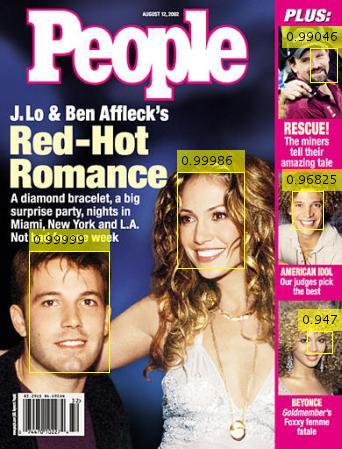 AUGUST 12, 2002
People
J.Lo & Ben Affleck's
Red-Hot
Romance
A diamond bracelet, a big
surprise party, nights in
Miami, New York and L.A.
week
PLUS:
0.99046
RESCUE!
The miners
tell their
amazing tale
0.99986
0.96825
AMERICAN IDOL
Our judges pick
the best
0.99999
0.947
BEYONCE
Goldmember's
Foxxy femme
fatale